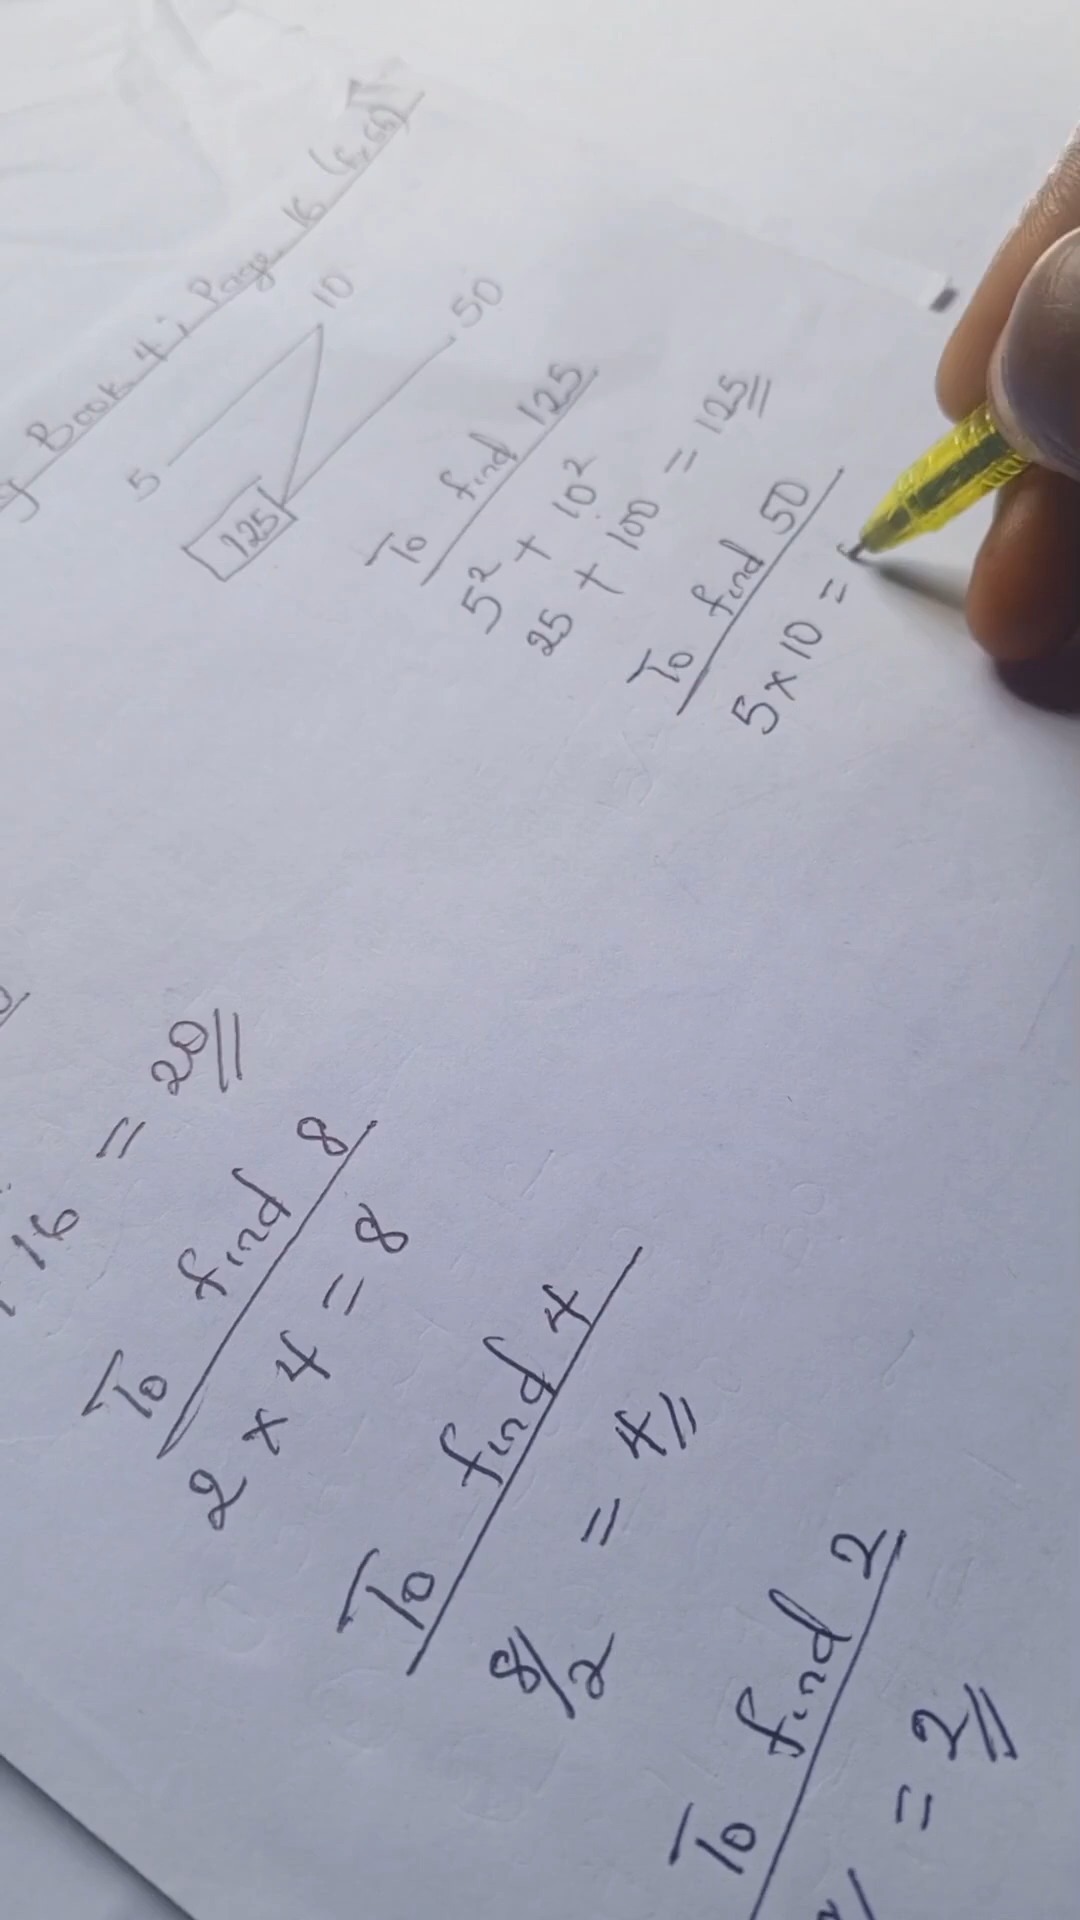 Book 4; Page 16
5 10
125 50
To find 125
5² + 10²
25 + 100 = 125
To find 50
5 x 10 =
16 = 20
To find 8
2 x 4 = 8
To find 4
8/2 = 4
To find 2
= 2